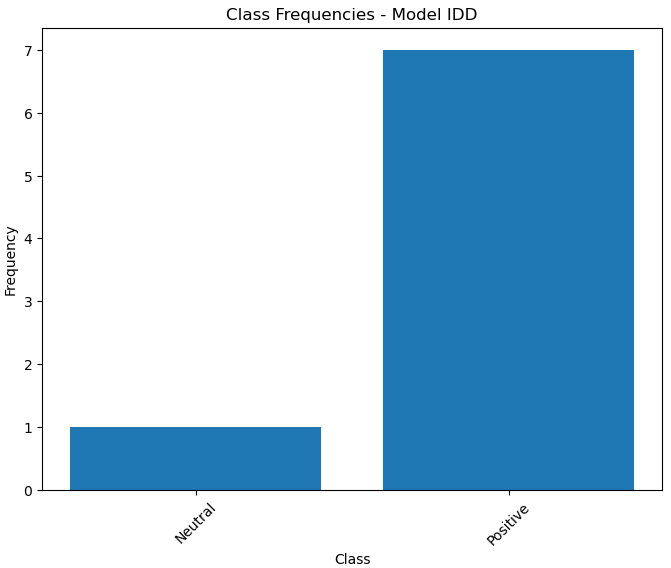 Class Frequencies - Model IDD
Frequency
7
6
5
4
3
2
1
0
Neutral
Positive
Class